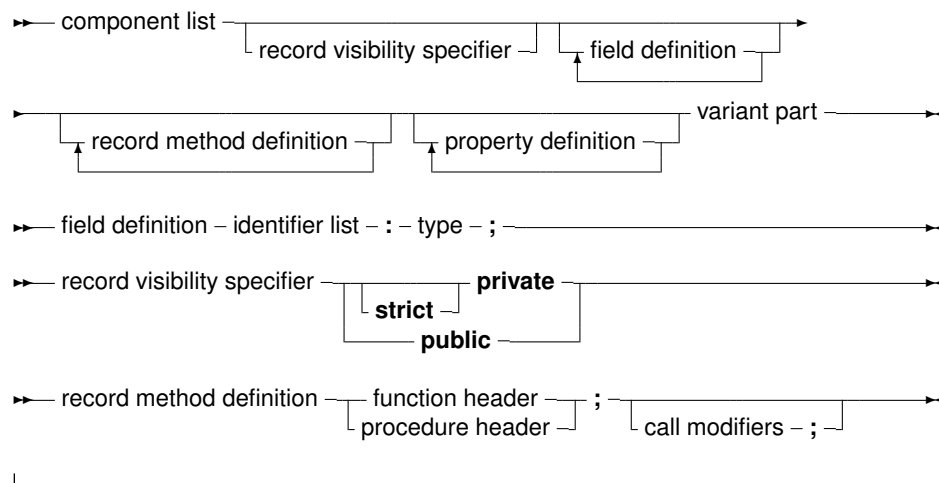 component list
record visibility specifier field definition
variant part
record method definition property definition
field definition identifier list : type ;
record visibility specifier private
strict
public
record method definition function header ;
procedure header call modifiers ;